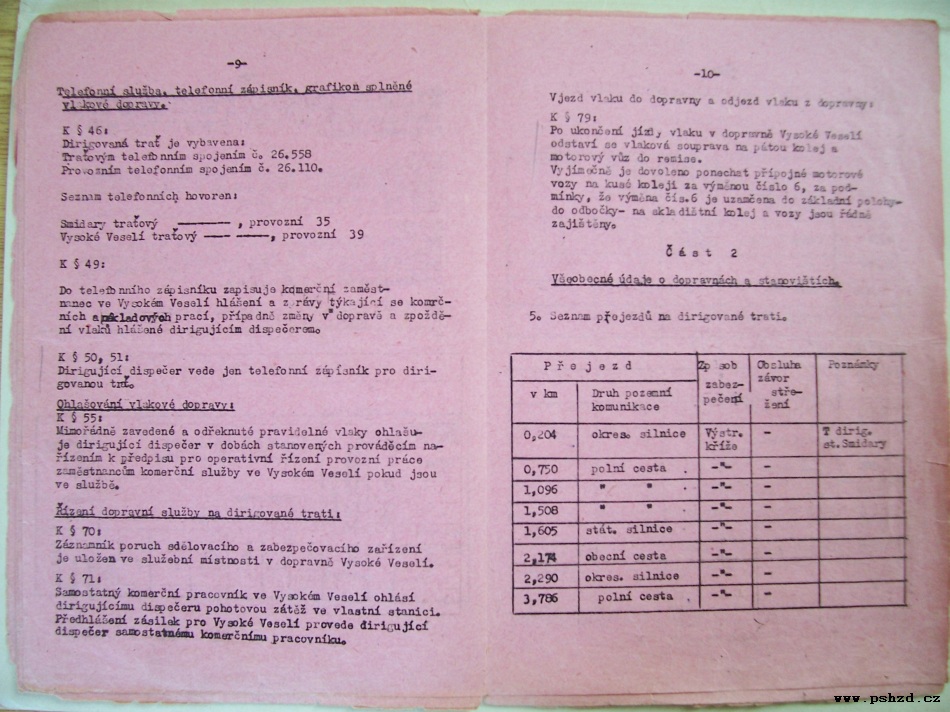 -9-
Telefonní služba, telefonní zápisník, grafikon splněné
vlakové dopravy.
K § 46:
Dirigovaná trať je vybavena:
Traťovým telefonním spojením č. 26.558
Provozním telefonním spojením č. 26.110.
Seznam telefonních hovoren:
Smidary traťový ———— , provozní 35
Vysoké Veselí traťový —— —— , provozní 39
K § 49:
Do telefonního zápisníku zapisuje komerční zaměst-
nanec ve Vysokém Veselí hlášení a zprávy týkající se komrč-
ních a nákladových prací, případně změny v dopravě a zpoždě-
ní vlaků hlášené dirigujícím dispečerem.
K § 50, 51:
Dirigující dispečer vede jen telefonní zápisník pro diri-
govanou trť.
Ohlašování vlakové dopravy:
K § 55:
Mimořádně zavedené a odřeknuté pravidelné vlaky ohlašu-
je dirigující dispečer v dobách stanovených prováděcím na-
řízením k předpisu pro operativní řízení provozní práce
zaměstnancům komerční služby ve Vysokém Veselí pokud jsou
ve službě.
Řízení dopravní služby na dirigované trati:
K § 70:
Záznamník poruch sdělovacího a zabezpečovacího zařízení
je uložen ve služební místnosti v dopravně Vysoké Veselí.
K § 71:
Samostatný komerční pracovník ve Vysokém Veselí ohlásí
dirigujícímu dispečeru pohotovou zátěž ve vlastní stanici.
Předhlášení zásilek pro Vysoké Veselí provede dirigující
dispečer samostatnému komerčnímu pracovníku.
-10-
Vjezd vlaku do dopravny a odjezd vlaku z dopravny:
K § 79:
Po ukončení jízdy vlaku v dopravně Vysoké Veselí
odstaví se vlaková souprava na pátou kolej a
motorový vůz do remise.
Vyjímečně je dovoleno ponechat přípojné motorové
vozy na kusé koleji za výměnou číslo 6, za pod-
mínky, že výměna čís.6 je uzamčena do základní polohy-
do odbočky- na skladištní kolej a vozy jsou řádně
zajištěny.
Část 2
Všeobecné údaje o dopravnách a stanovištích.
5. Seznam přejezdů na dirigované trati.
Přejezd Způsob Obsluha Poznámky
zabez- závor
v km Druh pozemní pečení stře-
komunikace žení
0,204 okres. silnice Výstr. - T dirig.
kříže st.Smidary
0,750 polní cesta . -"- -
1,096 " " -"- -
1,508 " " -"- -
1,605 stát. silnice -"- -
2,174 obecní cesta -"- -
2,290 okres. silnice -"- -
3,786 polní cesta . -"- -
www.pshzd.cz